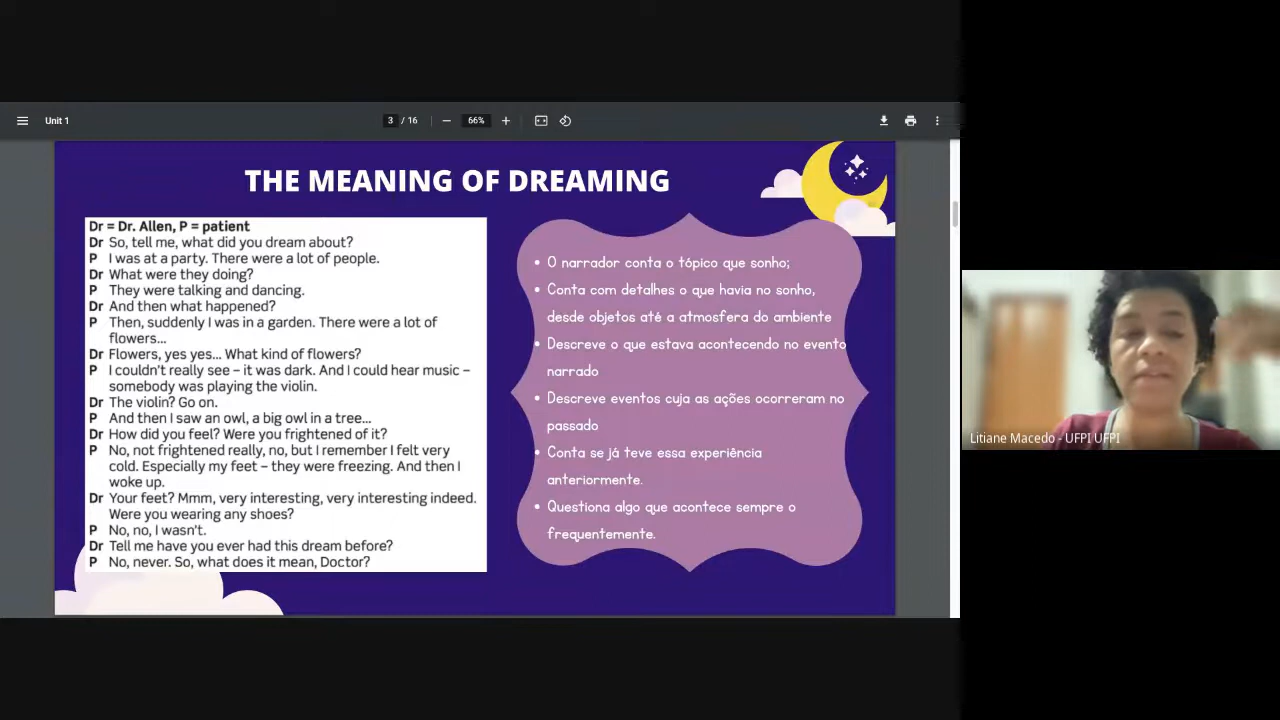 Unit 1
3 / 16
66%
THE MEANING OF DREAMING
Dr = Dr. Allen, P = patient
Dr So, tell me, what did you dream about?
P I was at a party. There were a lot of people.
Dr What were they doing?
P They were talking and dancing.
Dr And then what happened?
P Then, suddenly I was in a garden. There were a lot of
flowers...
Dr Flowers, yes yes... What kind of flowers?
P I couldn't really see – it was dark. And I could hear music –
somebody was playing the violin.
Dr The violin? Go on.
P And then I saw an owl, a big owl in a tree...
Dr How did you feel? Were you frightened of it?
P No, not frightened really, no, but I remember I felt very
cold. Especially my feet – they were freezing. And then I
woke up.
Dr Your feet? Mmm, very interesting, very interesting indeed.
Were you wearing any shoes?
P No, no, I wasn't.
Dr Tell me have you ever had this dream before?
P No, never. So, what does it mean, Doctor?
• O narrador conta o tópico que sonho;
• Conta com detalhes o que havia no sonho,
desde objetos até a atmosfera do ambiente
• Descreve o que estava acontecendo no evento
narrado
• Descreve eventos cuja as ações ocorreram no
passado
• Conta se já teve essa experiência
anteriormente.
• Questiona algo que acontece sempre o
frequentemente.
Litiane Macedo - UFPI UFPI